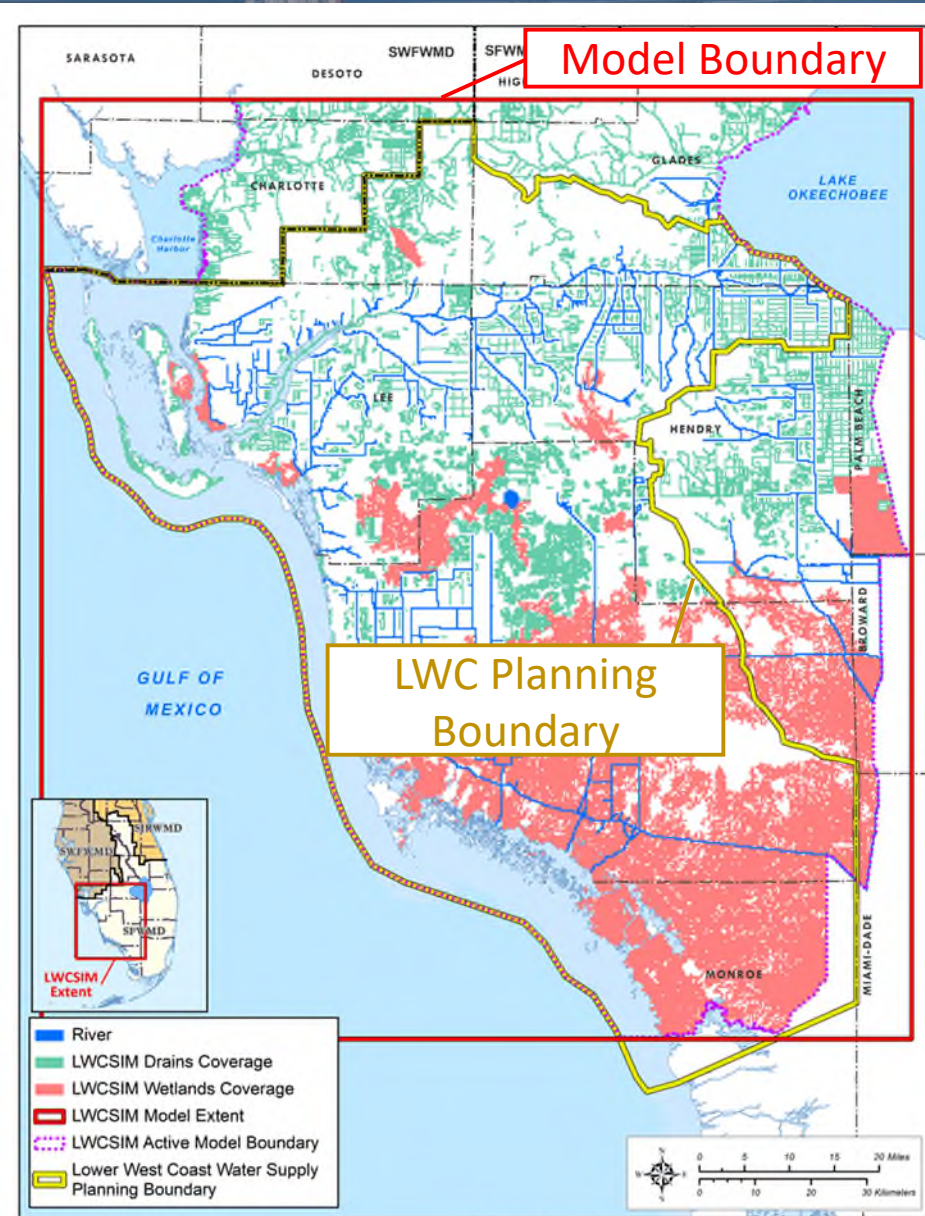 SARASOTA
DESOTO
SWFWMD
SFWM
HIG
Model Boundary
GLADES
CHARLOTTE
LAKE
OKEECHOBEE
Charlotte
Harbor
LEE
HENDRY
PALM BEACH
BROWARD
GULF OF
MEXICO
LWC Planning
Boundary
MIAMI-DADE
MONROE
SWFWMD
SJRWMD
SFWMD
LWCSIM
Extent
River
LWCSIM Drains Coverage
LWCSIM Wetlands Coverage
LWCSIM Model Extent
LWCSIM Active Model Boundary
Lower West Coast Water Supply
Planning Boundary
N
W E
S
0 5 10 15 20 Miles
0 10 20 30 Kilometers